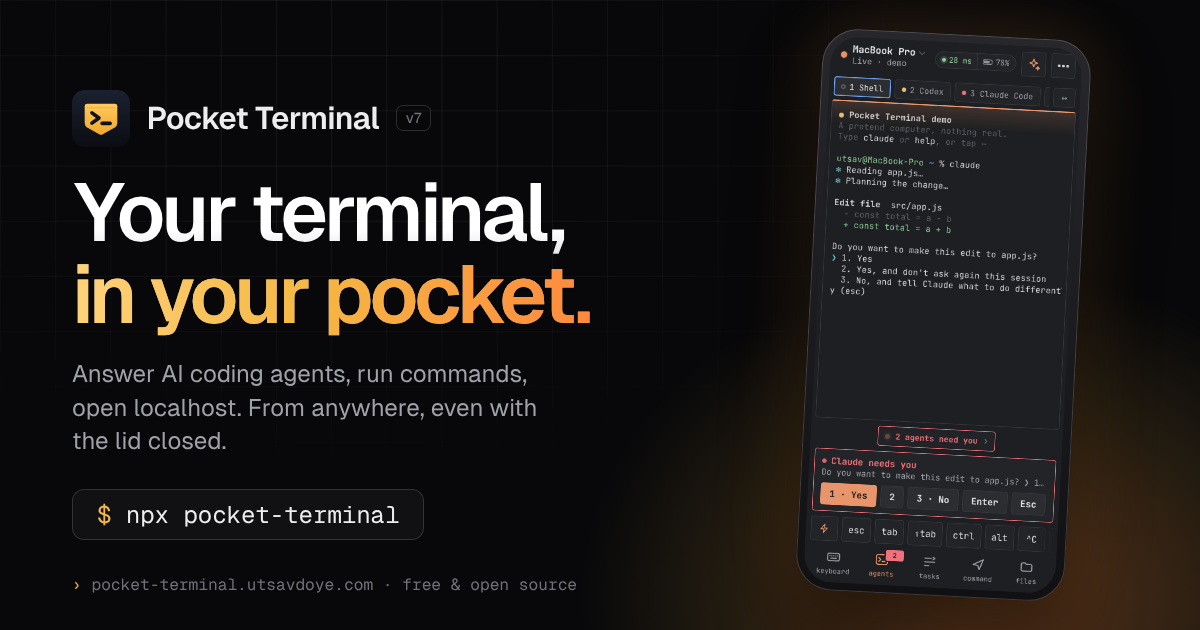 Pocket Terminal v7
Your terminal,
in your pocket.
Answer AI coding agents, run commands,
open localhost. From anywhere, even with
the lid closed.
$ npx pocket-terminal
› pocket-terminal.utsavdoye.com · free & open source
MacBook Pro
Live · demo
28 ms
78%
1 Shell
2 Codex
3 Claude Code
Pocket Terminal demo
A pretend computer, nothing real.
Type claude or help, or tap —
utsav@MacBook-Pro ~ % claude
✻ Reading app.js…
✻ Planning the change…
Edit file src/app.js
- const total = a - b
+ const total = a + b
Do you want to make this edit to app.js?
❯ 1. Yes
2. Yes, and don't ask again this session
3. No, and tell Claude what to do different
y (esc)
2 agents need you ›
Claude needs you
Do you want to make this edit to app.js? ❯ 1…
1 · Yes
2
3 · No
Enter
Esc
esc
tab
⇧tab
ctrl
alt
^C
2
keyboard
agents
tasks
command
files